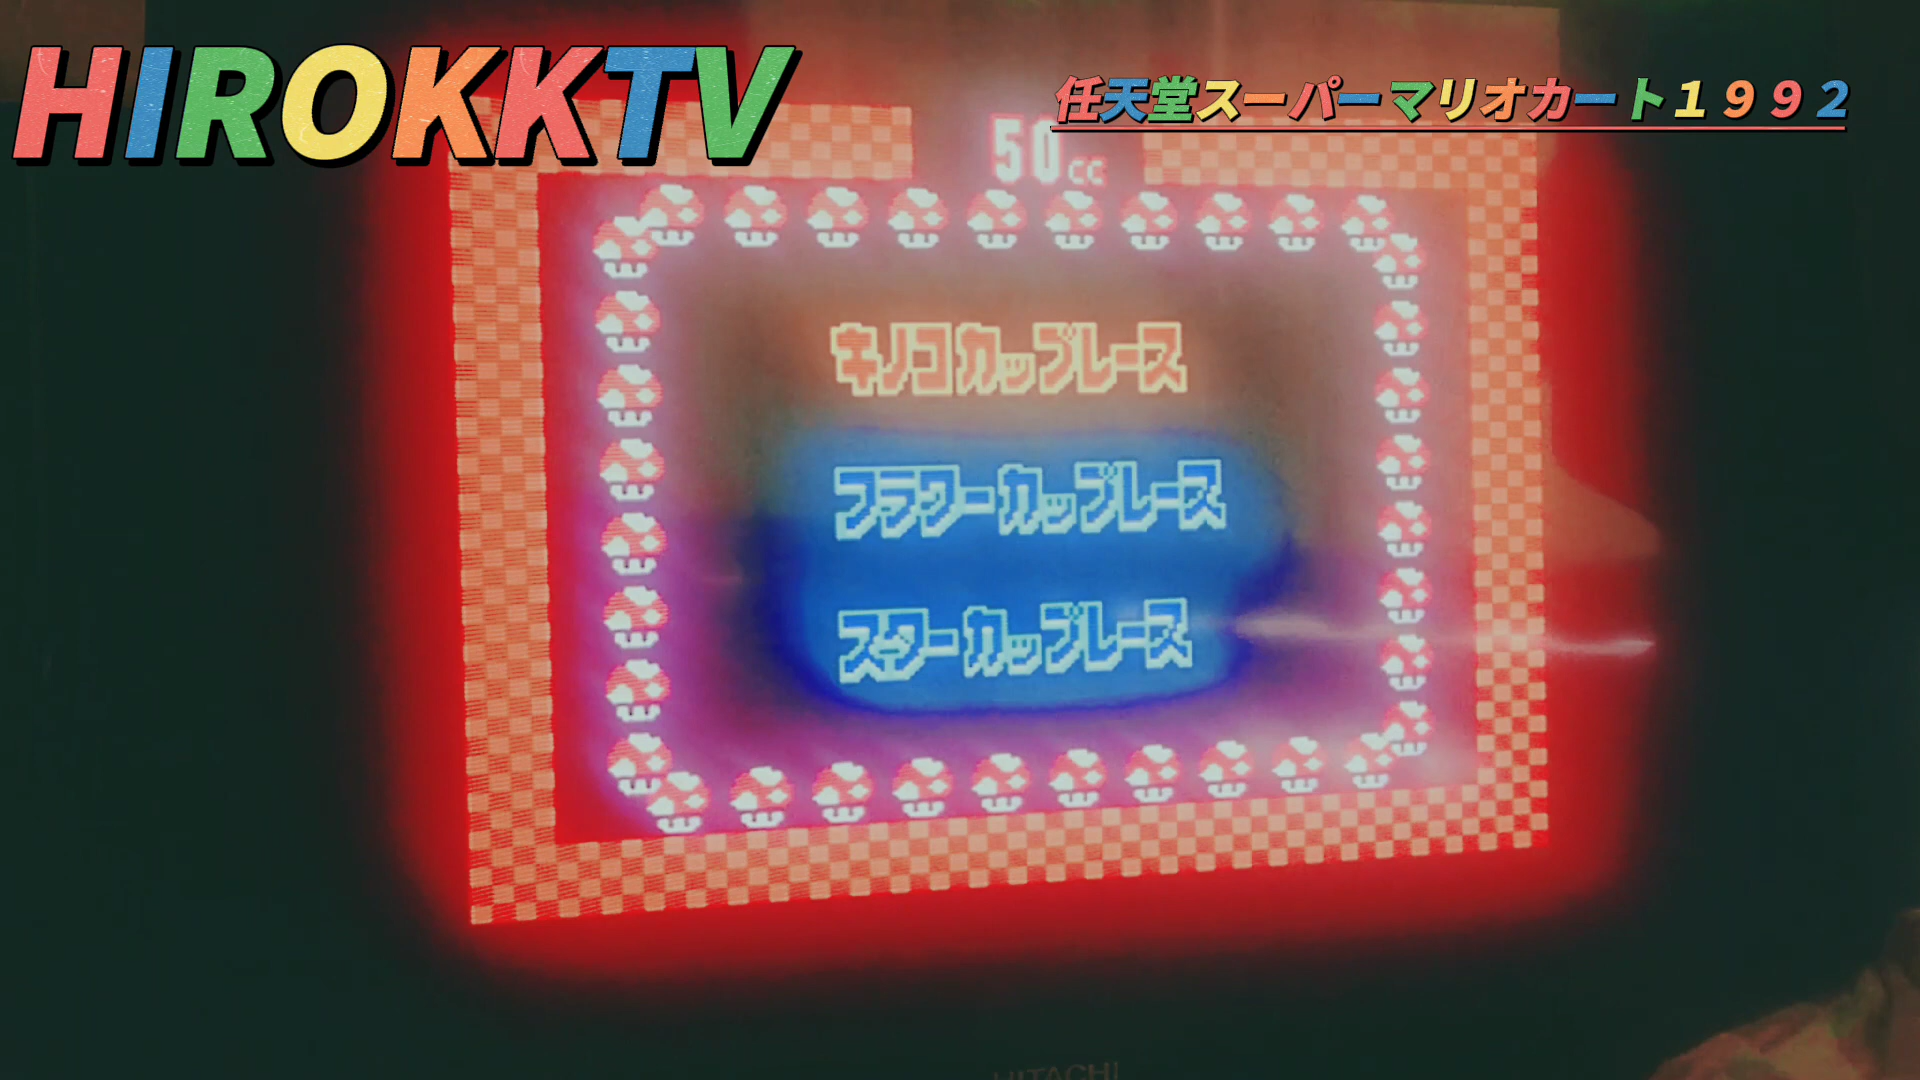 HIROKKTV
任天堂スーパーマリオカート1992
50cc
キノコカップレース
フラワーカップレース
スターカップレース
HITACHI